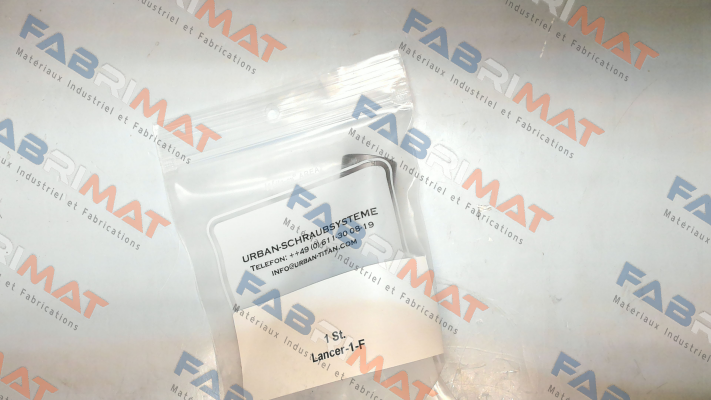 URBAN-SCHRAUBSYSTEME
TELEFON: ++49 (0) 611-30 08 19
INFO@URBAN-TITAN.COM
1 St.
Lancer-1-F
FABRIMAT
Matériaux Industriel et Fabrications